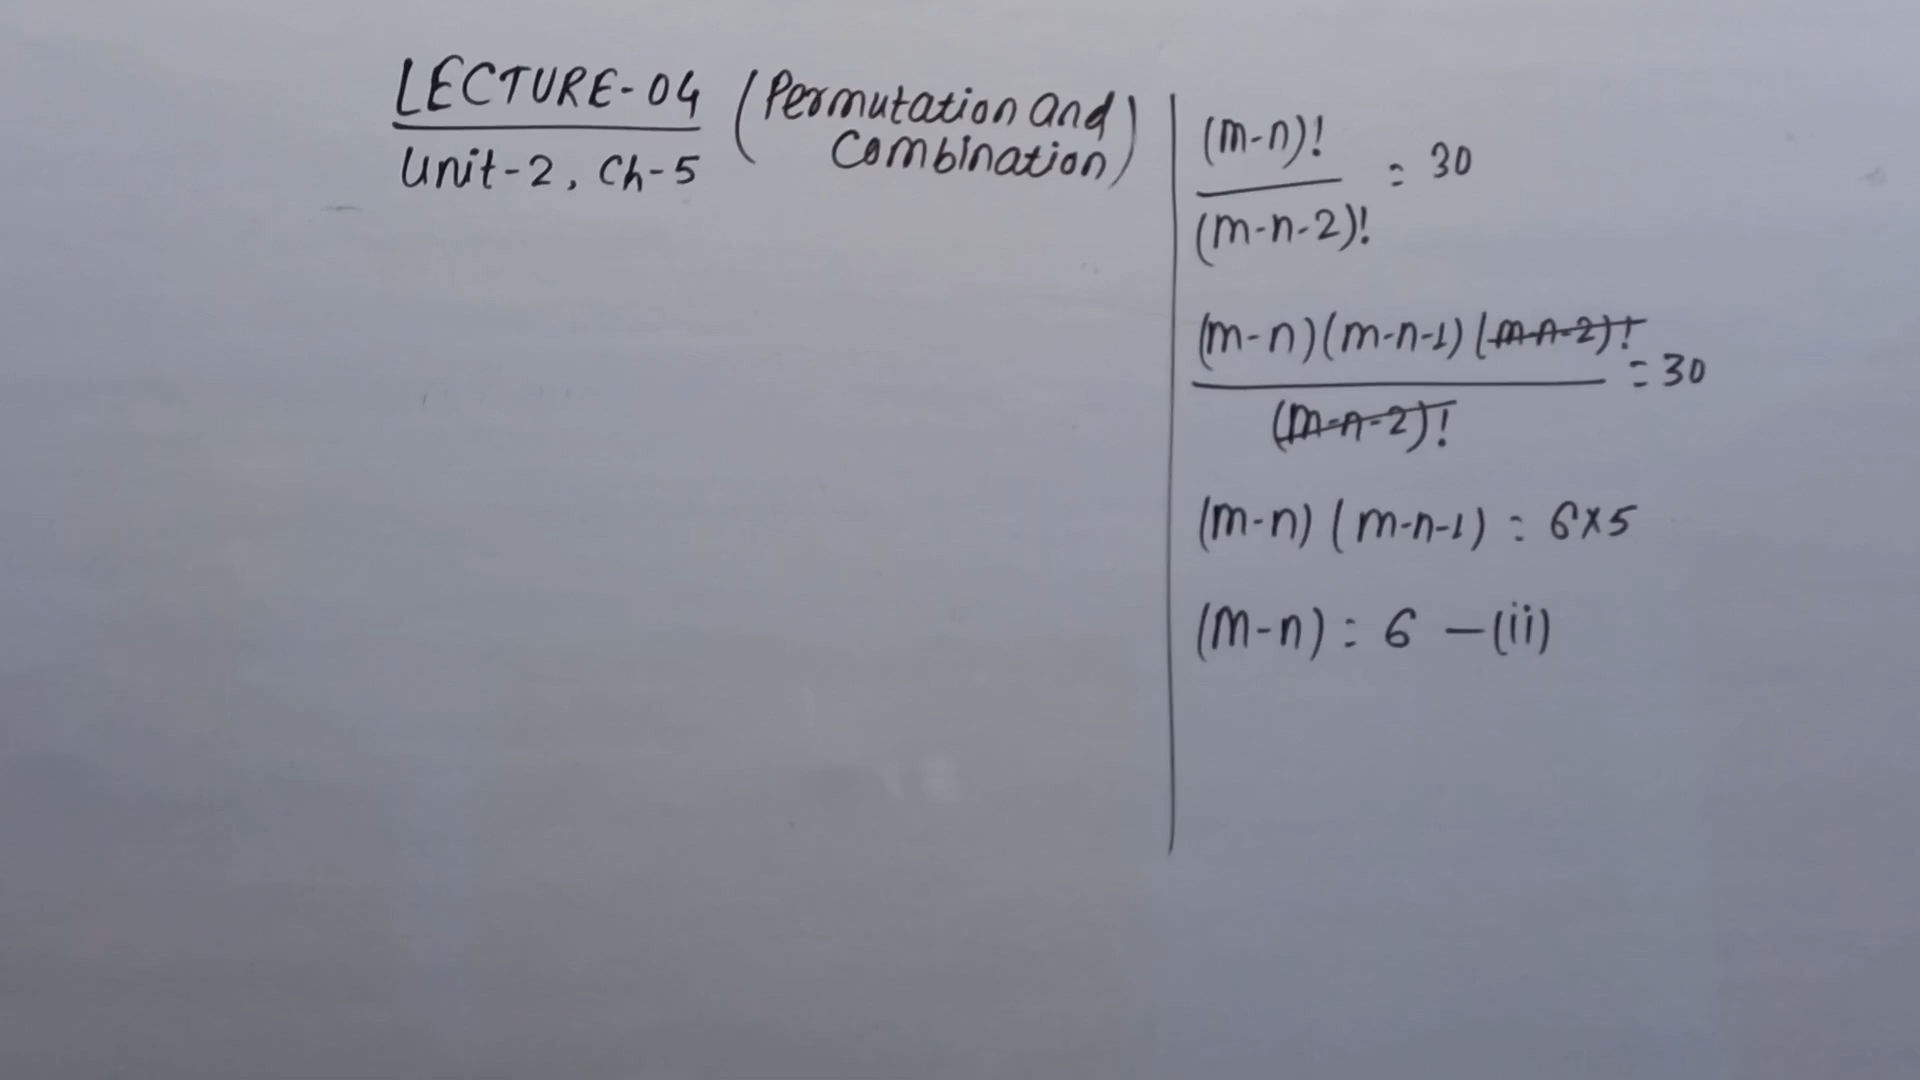 LECTURE-04 (Permutation and
Combination)
Unit-2, Ch-5
(m-n)!
= 30
(m-n-2)!
(m-n)(m-n-1)(m-n-2)!
= 30
(m-n-2)!
(m-n)(m-n-1) = 6×5
(m-n) = 6 —(ii)